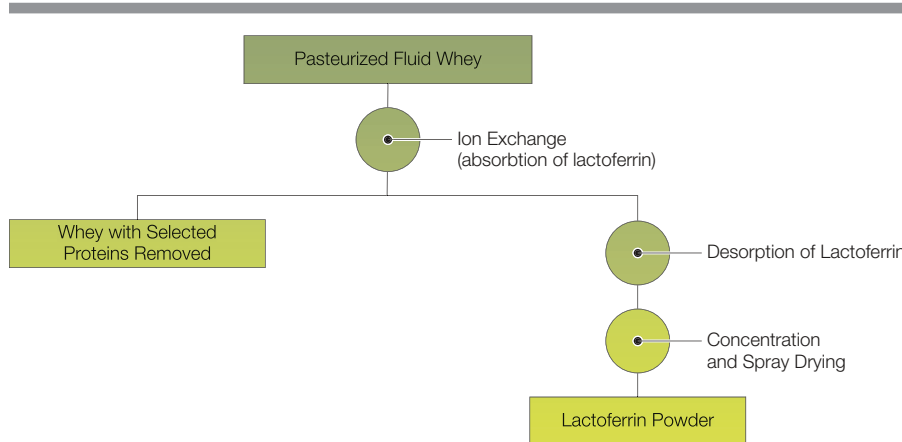 Pasteurized Fluid Whey
Ion Exchange
(absorbtion of lactoferrin)
Whey with Selected
Proteins Removed
Desorption of Lactoferrin
Concentration
and Spray Drying
Lactoferrin Powder